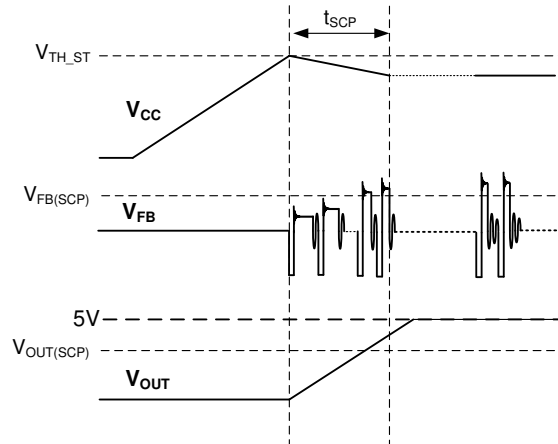 tSCP
VTH_ST
VCC
VFB(SCP)
VFB
5V
VOUT(SCP)
VOUT